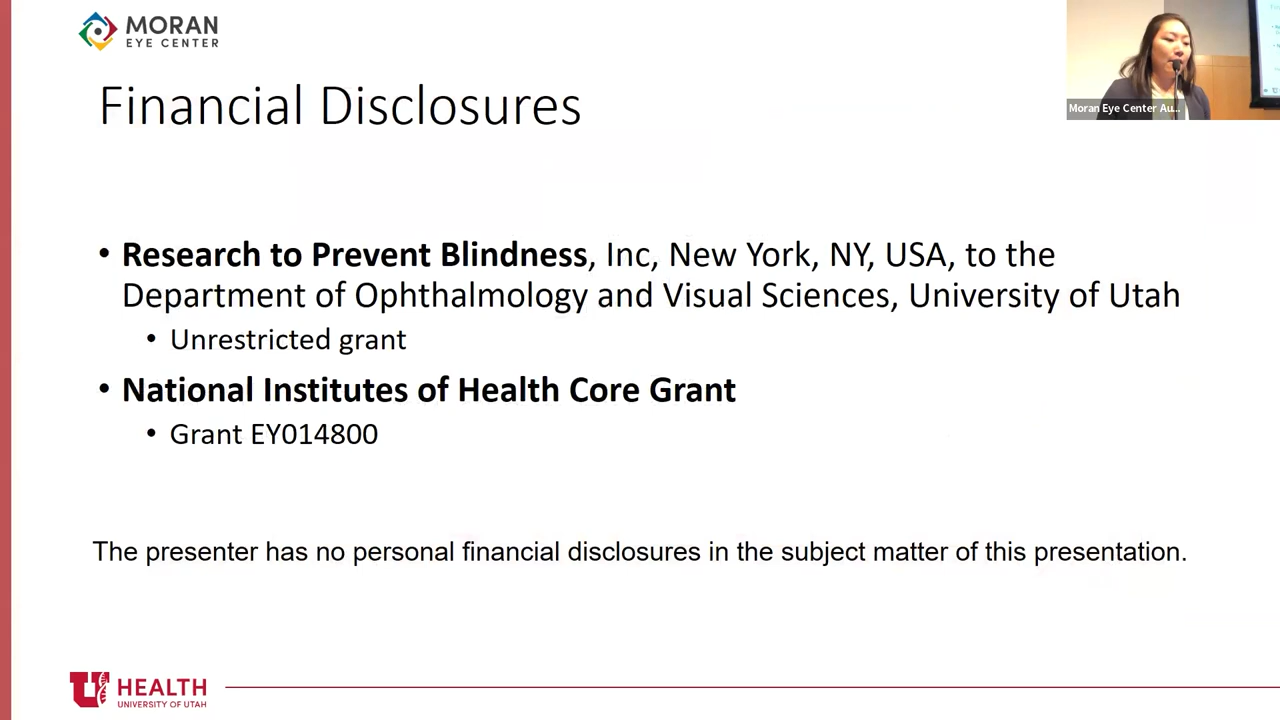 MORAN
EYE CENTER
Moran Eye Center Au...
Financial Disclosures
• Research to Prevent Blindness, Inc, New York, NY, USA, to the
Department of Ophthalmology and Visual Sciences, University of Utah
• Unrestricted grant
• National Institutes of Health Core Grant
• Grant EY014800
The presenter has no personal financial disclosures in the subject matter of this presentation.
U HEALTH
UNIVERSITY OF UTAH